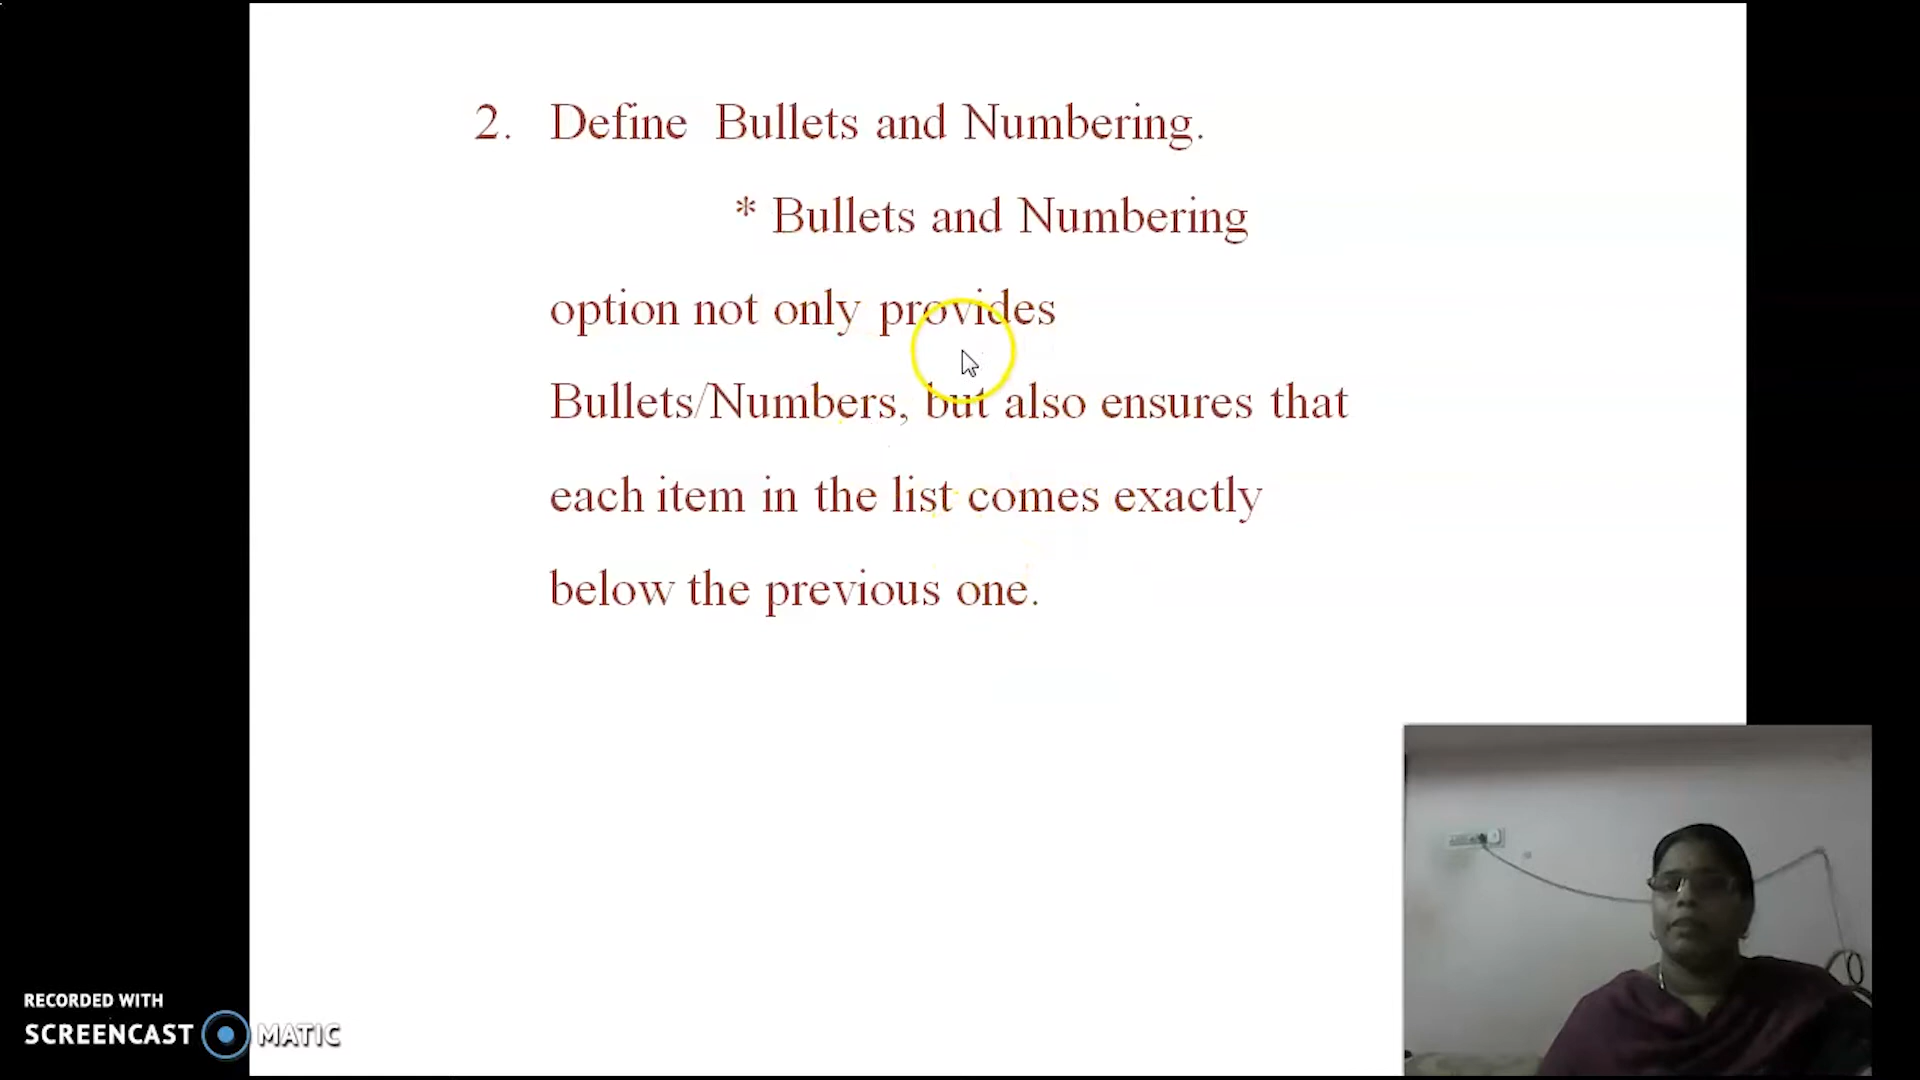 2. Define Bullets and Numbering.
* Bullets and Numbering
option not only provides
Bullets/Numbers, but also ensures that
each item in the list comes exactly
below the previous one.
RECORDED WITH
SCREENCAST MATIC